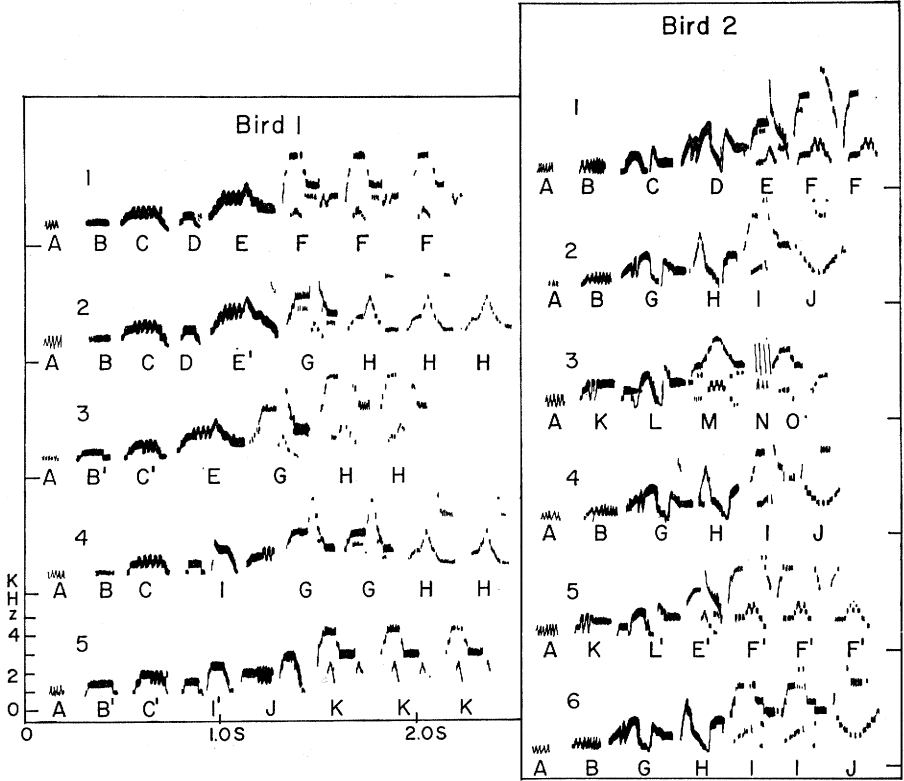 Bird 1
1
A B C D E F F F
2
A B C D E' G H H H
3
A B' C' E G H H
4
A B C I G G H H
5
A B' C' I' J K K K
KHz
4
2
0
0 1.0S 2.0S
Bird 2
1
A B C D E F F
2
A B G H I J
3
A K L M N O
4
A B G H I J
5
A K L' E' F' F' F'
6
A B G H I I J